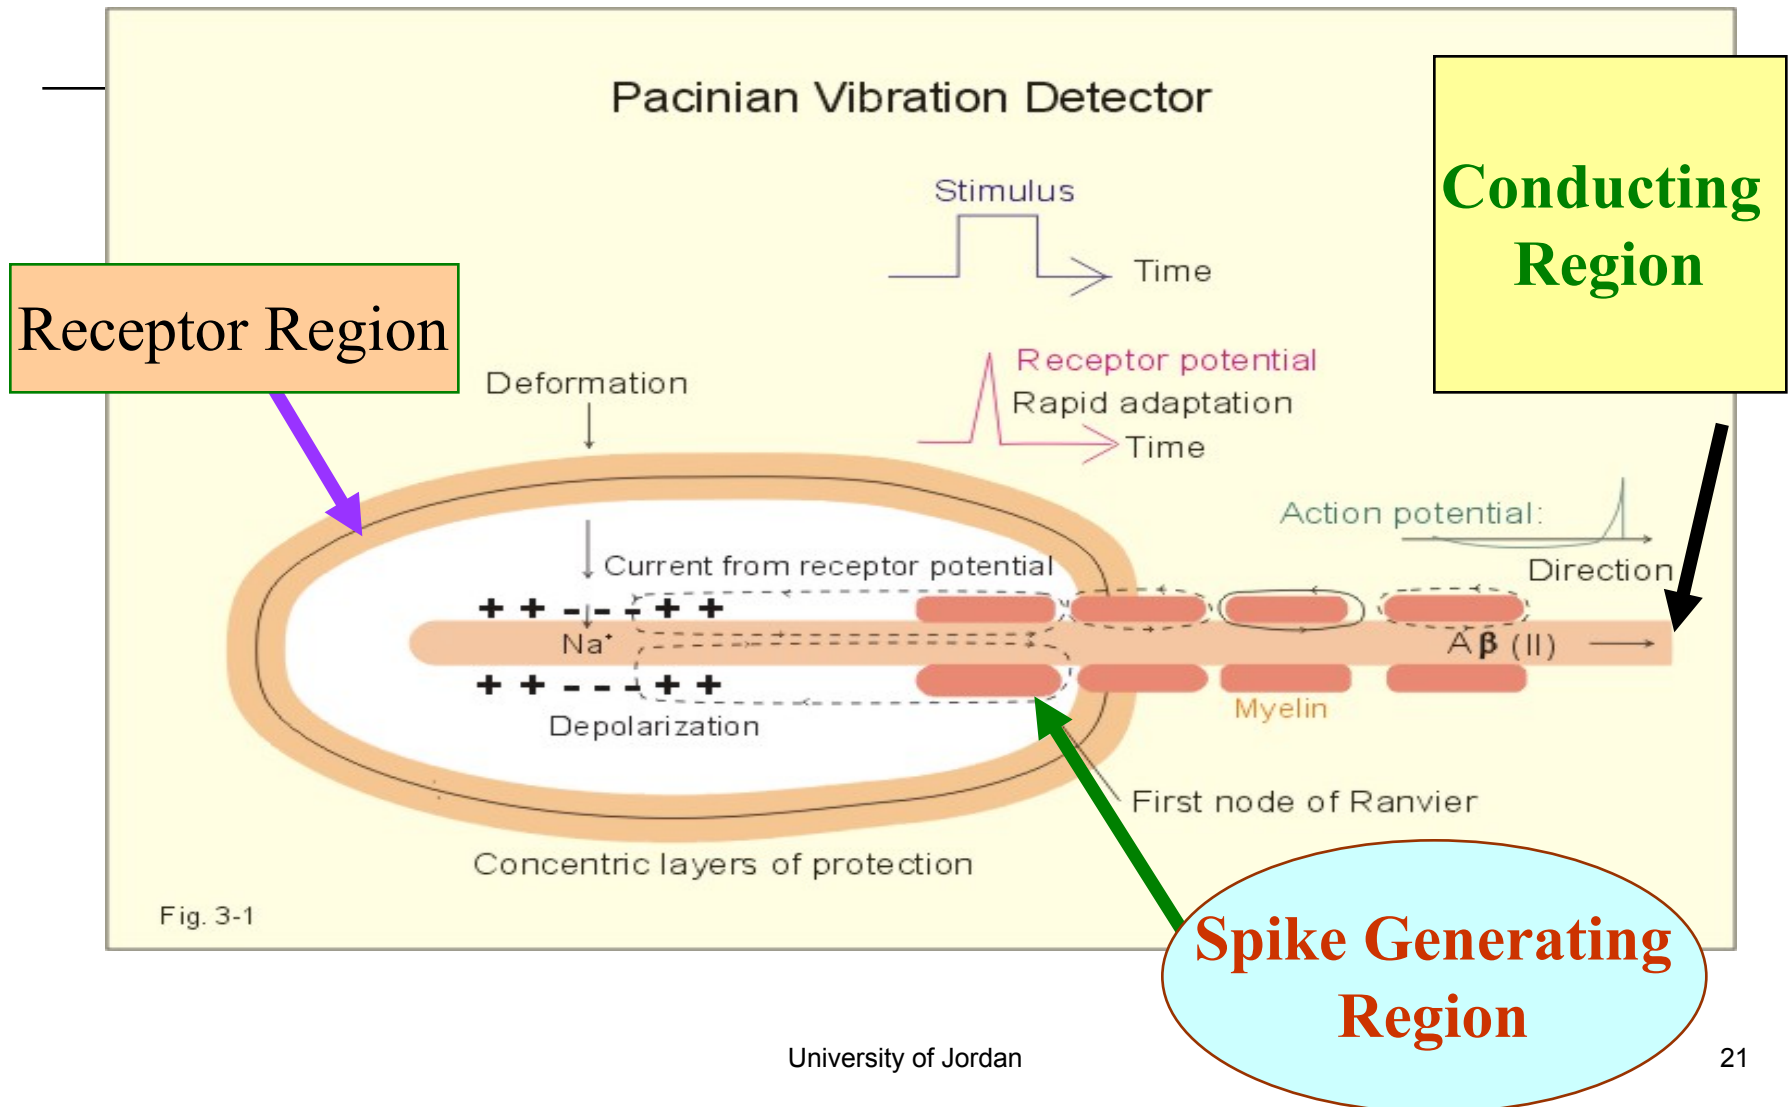 Pacinian Vibration Detector
Conducting
Region
Stimulus
Time
Receptor Region
Receptor potential
Rapid adaptation
Time
Deformation
Action potential:
Direction
Current from receptor potential
+ + - - - + +
Na⁺
Aβ (II)
+ + - - - + +
Depolarization
Myelin
First node of Ranvier
Concentric layers of protection
Fig. 3-1
Spike Generating
Region
University of Jordan
21